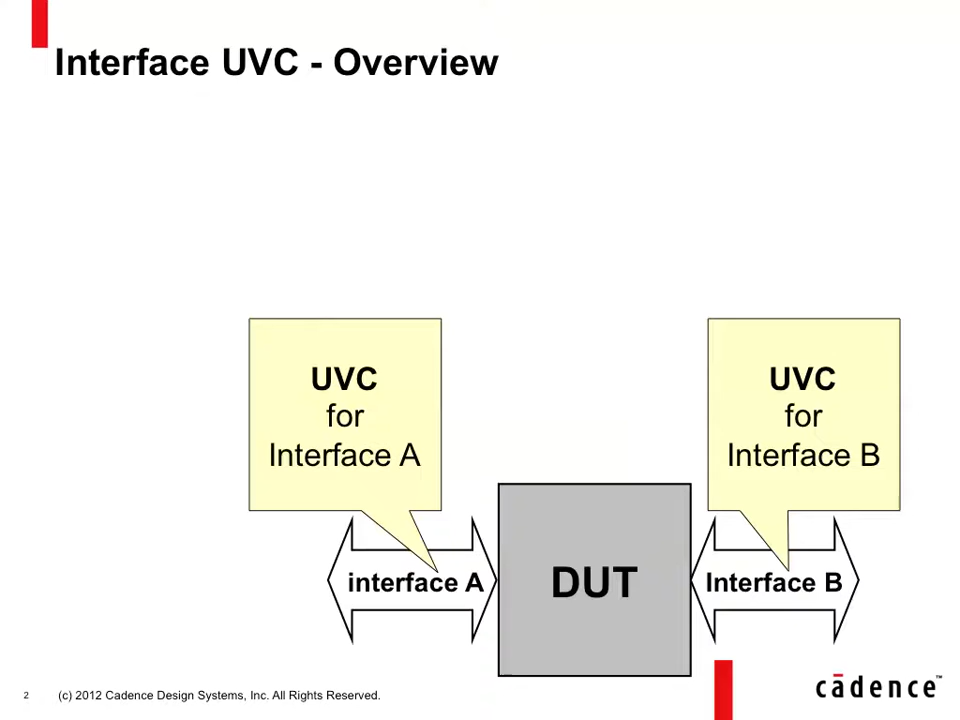 Interface UVC - Overview
UVC
for
Interface A
UVC
for
Interface B
interface A
DUT
Interface B
2
(c) 2012 Cadence Design Systems, Inc. All Rights Reserved.
cādence™